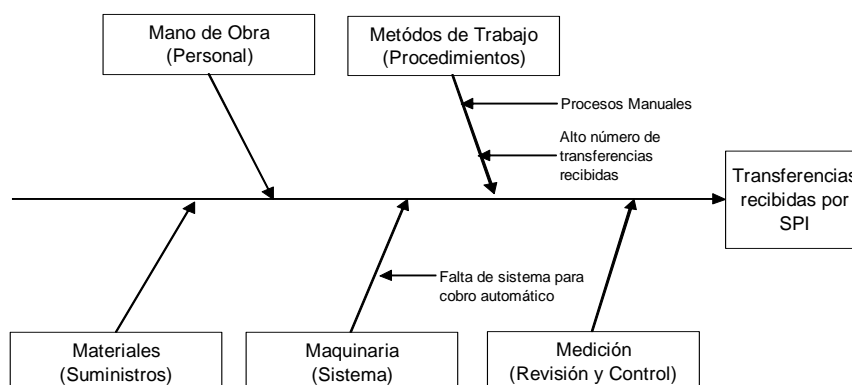 Mano de Obra
(Personal)
Metódos de Trabajo
(Procedimientos)
Procesos Manuales
Alto número de
transferencias
recibidas
Transferencias
recibidas por
SPI
Falta de sistema para
cobro automático
Materiales
(Suministros)
Maquinaria
(Sistema)
Medición
(Revisión y Control)